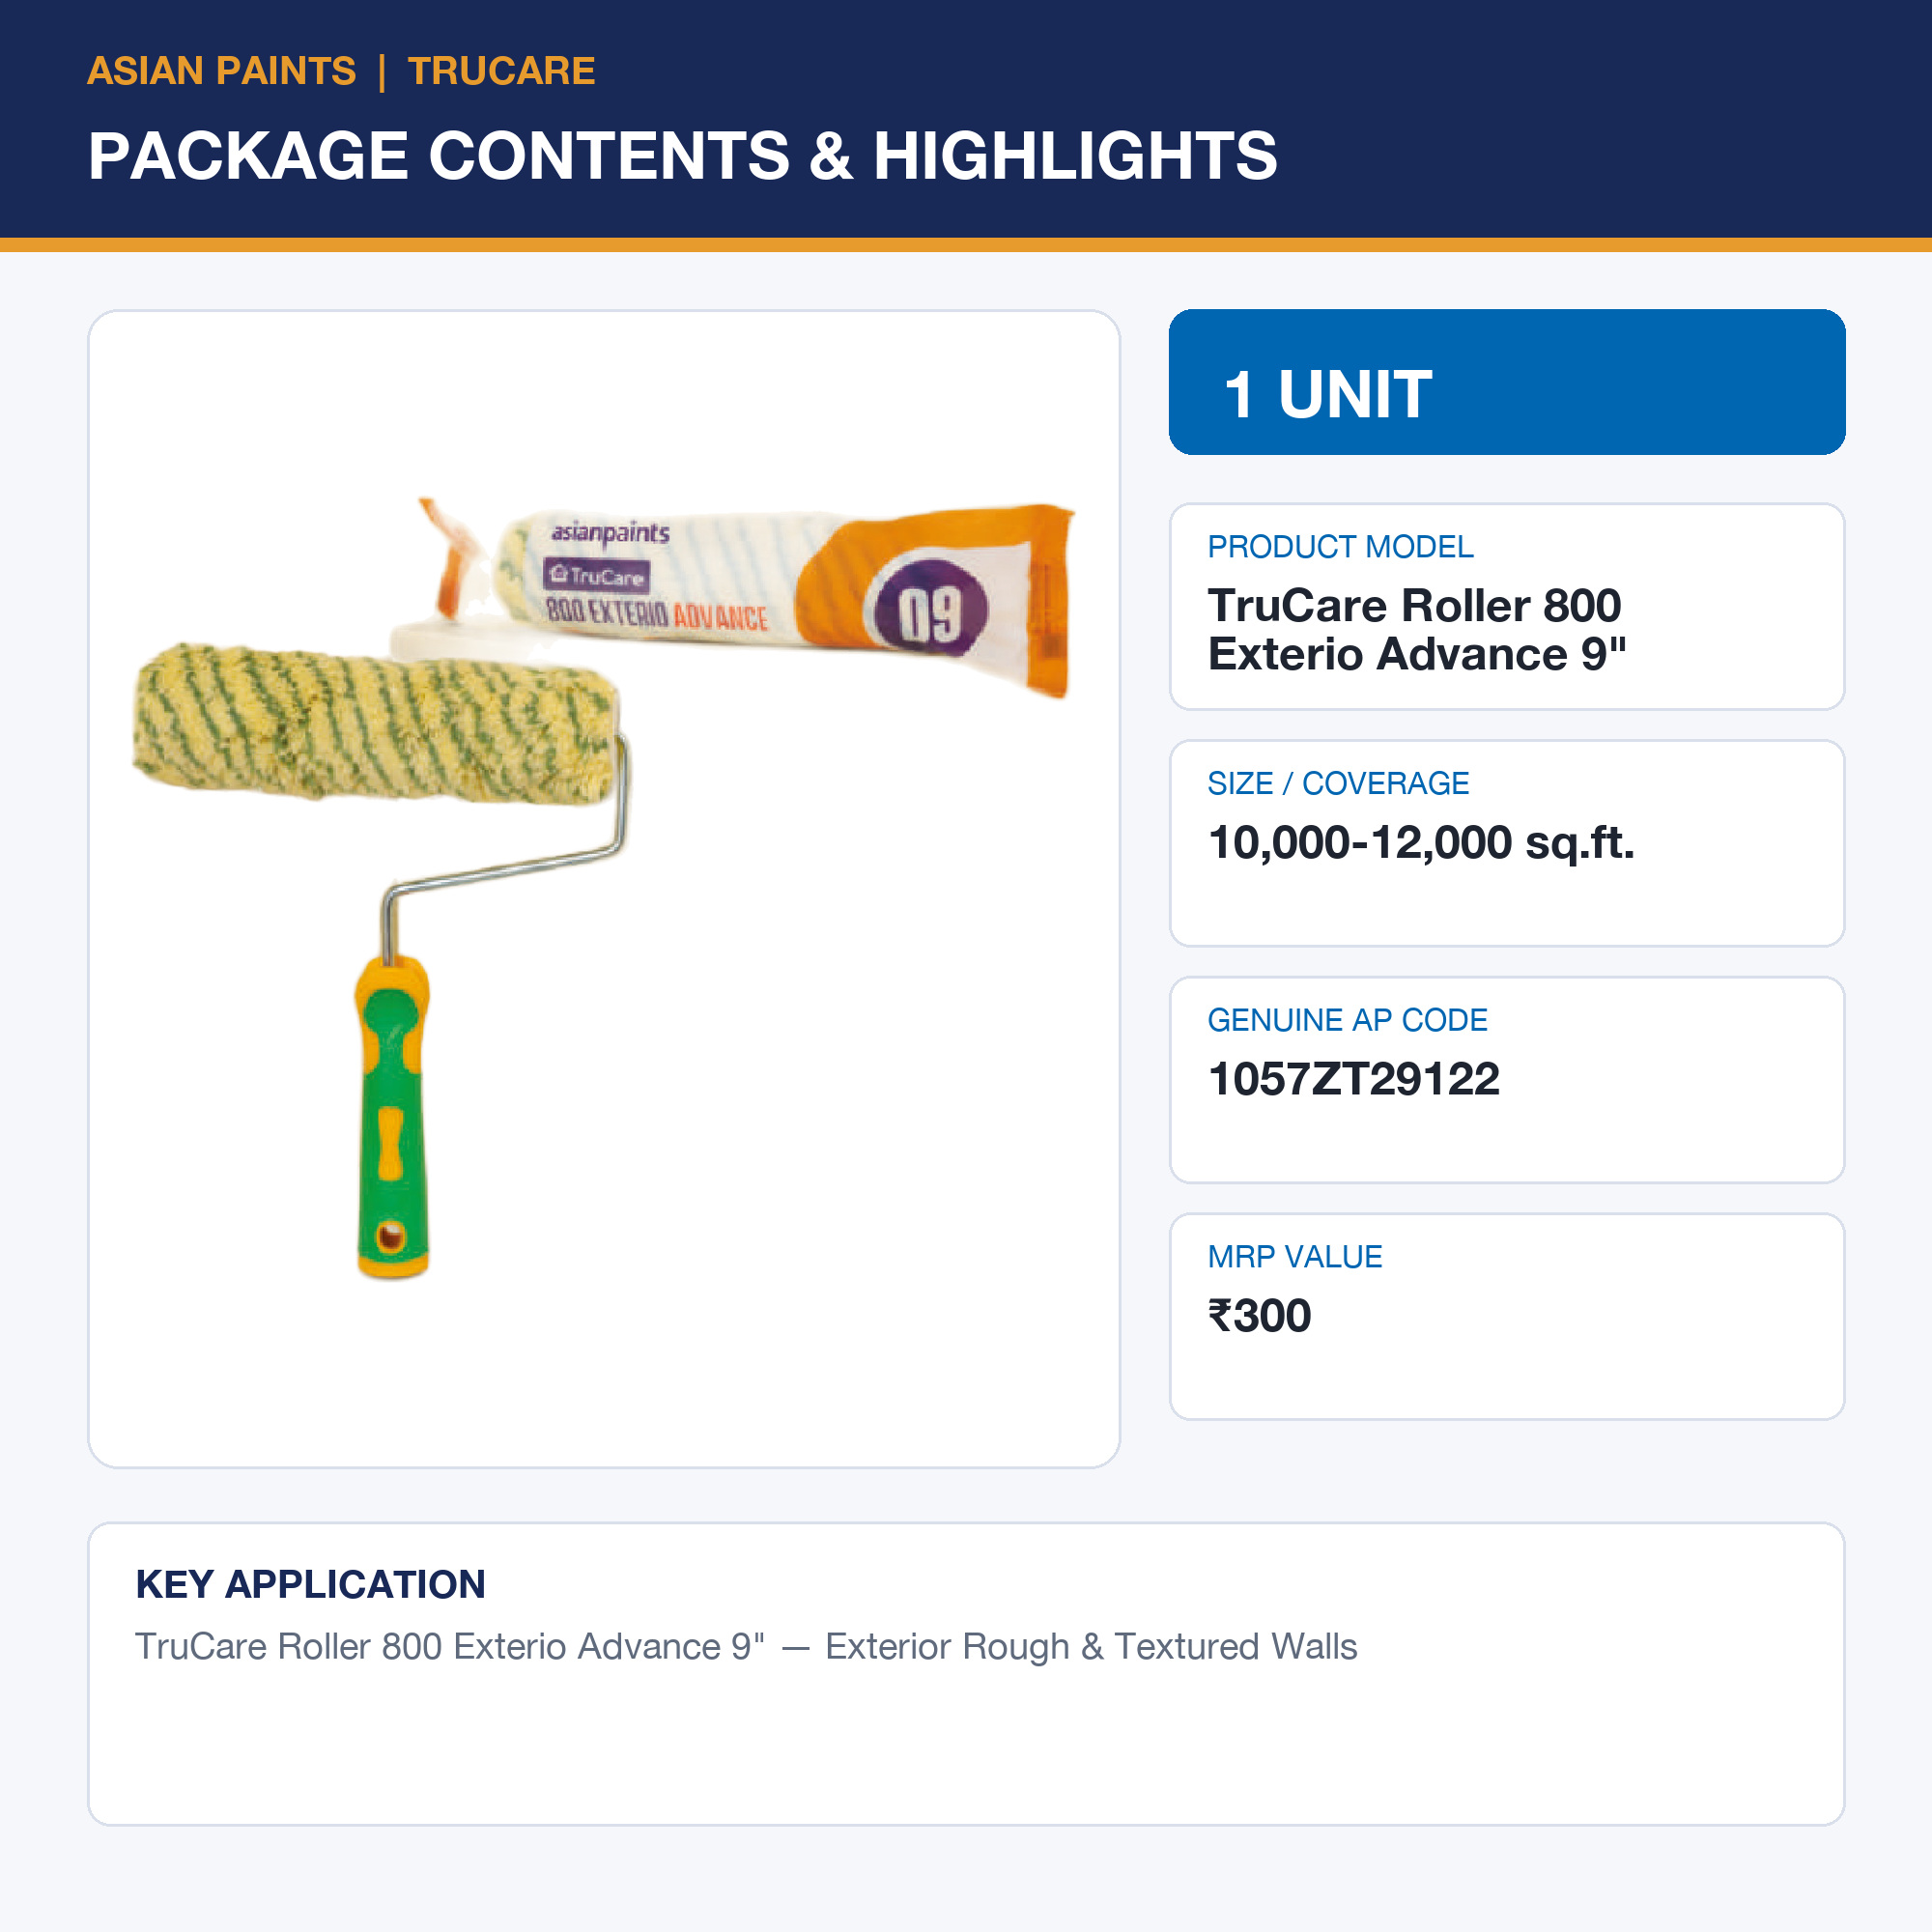 ASIAN PAINTS | TRUCARE
PACKAGE CONTENTS & HIGHLIGHTS
asianpaints
TruCare
800 EXTERIO ADVANCE
09
1 UNIT
PRODUCT MODEL
TruCare Roller 800
Exterio Advance 9"
SIZE / COVERAGE
10,000-12,000 sq.ft.
GENUINE AP CODE
1057ZT29122
MRP VALUE
₹300
KEY APPLICATION
TruCare Roller 800 Exterio Advance 9" — Exterior Rough & Textured Walls